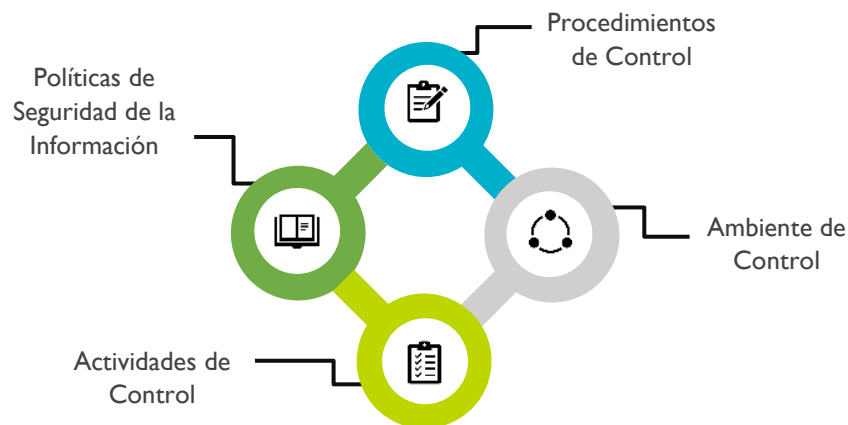 Procedimientos
de Control
Políticas de
Seguridad de la
Información
Ambiente de
Control
Actividades de
Control